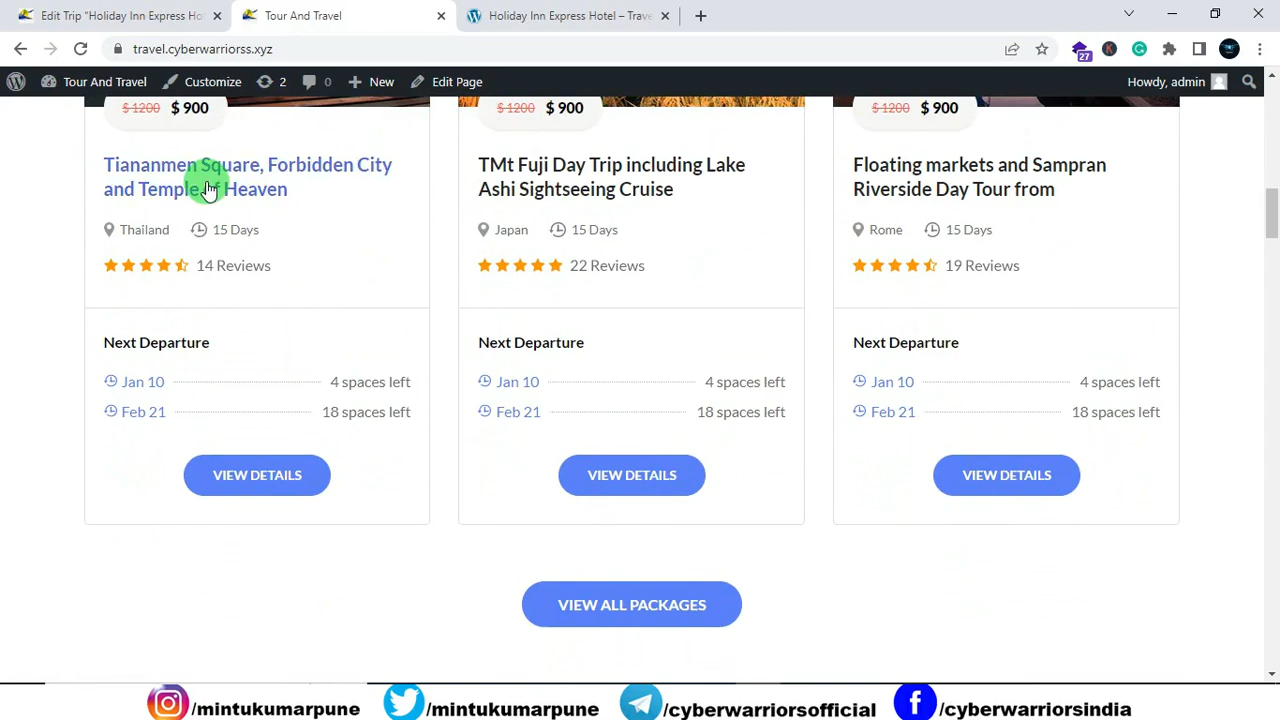 Edit Trip "Holiday Inn Express Ho
Tour And Travel
Holiday Inn Express Hotel – Trave
travel.cyberwarriorss.xyz
27
K
Tour And Travel
Customize
2
0
New
Edit Page
Howdy, admin
$ 1200 $ 900
$ 1200 $ 900
$ 1200 $ 900
Tiananmen Square, Forbidden City
and Temple of Heaven
TMt Fuji Day Trip including Lake
Ashi Sightseeing Cruise
Floating markets and Sampran
Riverside Day Tour from
Thailand 15 Days
Japan 15 Days
Rome 15 Days
14 Reviews
22 Reviews
19 Reviews
Next Departure
Next Departure
Next Departure
Jan 10 4 spaces left
Jan 10 4 spaces left
Jan 10 4 spaces left
Feb 21 18 spaces left
Feb 21 18 spaces left
Feb 21 18 spaces left
VIEW DETAILS
VIEW DETAILS
VIEW DETAILS
VIEW ALL PACKAGES
/mintukumarpune
/mintukumarpune
/cyberwarriorsofficial
/cyberwarriorsindia